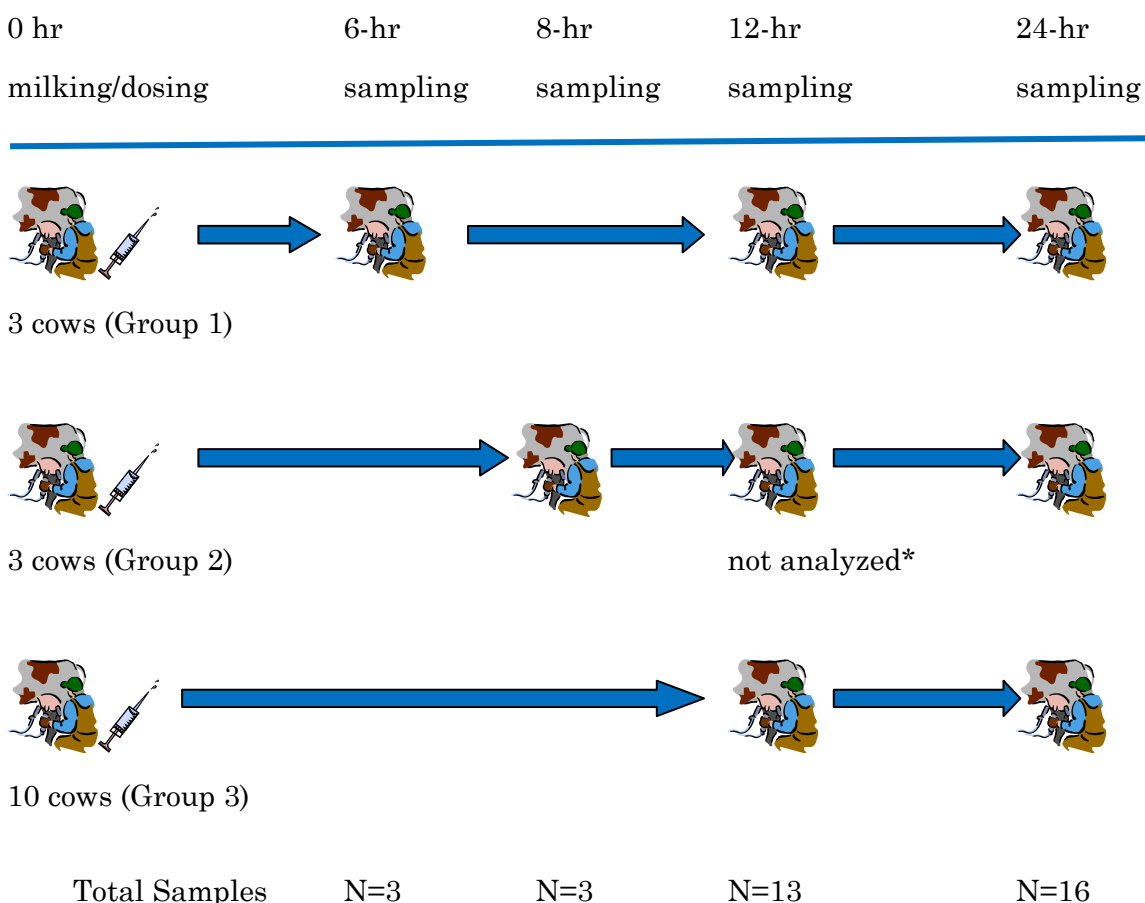 0 hr 6-hr 8-hr 12-hr 24-hr
milking/dosing sampling sampling sampling sampling
3 cows (Group 1)
3 cows (Group 2) not analyzed*
10 cows (Group 3)
Total Samples N=3 N=3 N=13 N=16